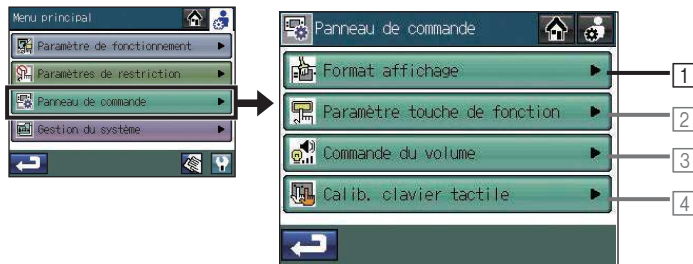 Menu principal
Paramètre de fonctionnement
Paramètres de restriction
Panneau de commande
Gestion du système
Panneau de commande
Format affichage
1
Paramètre touche de fonction
2
Commande du volume
3
Calib. clavier tactile
4